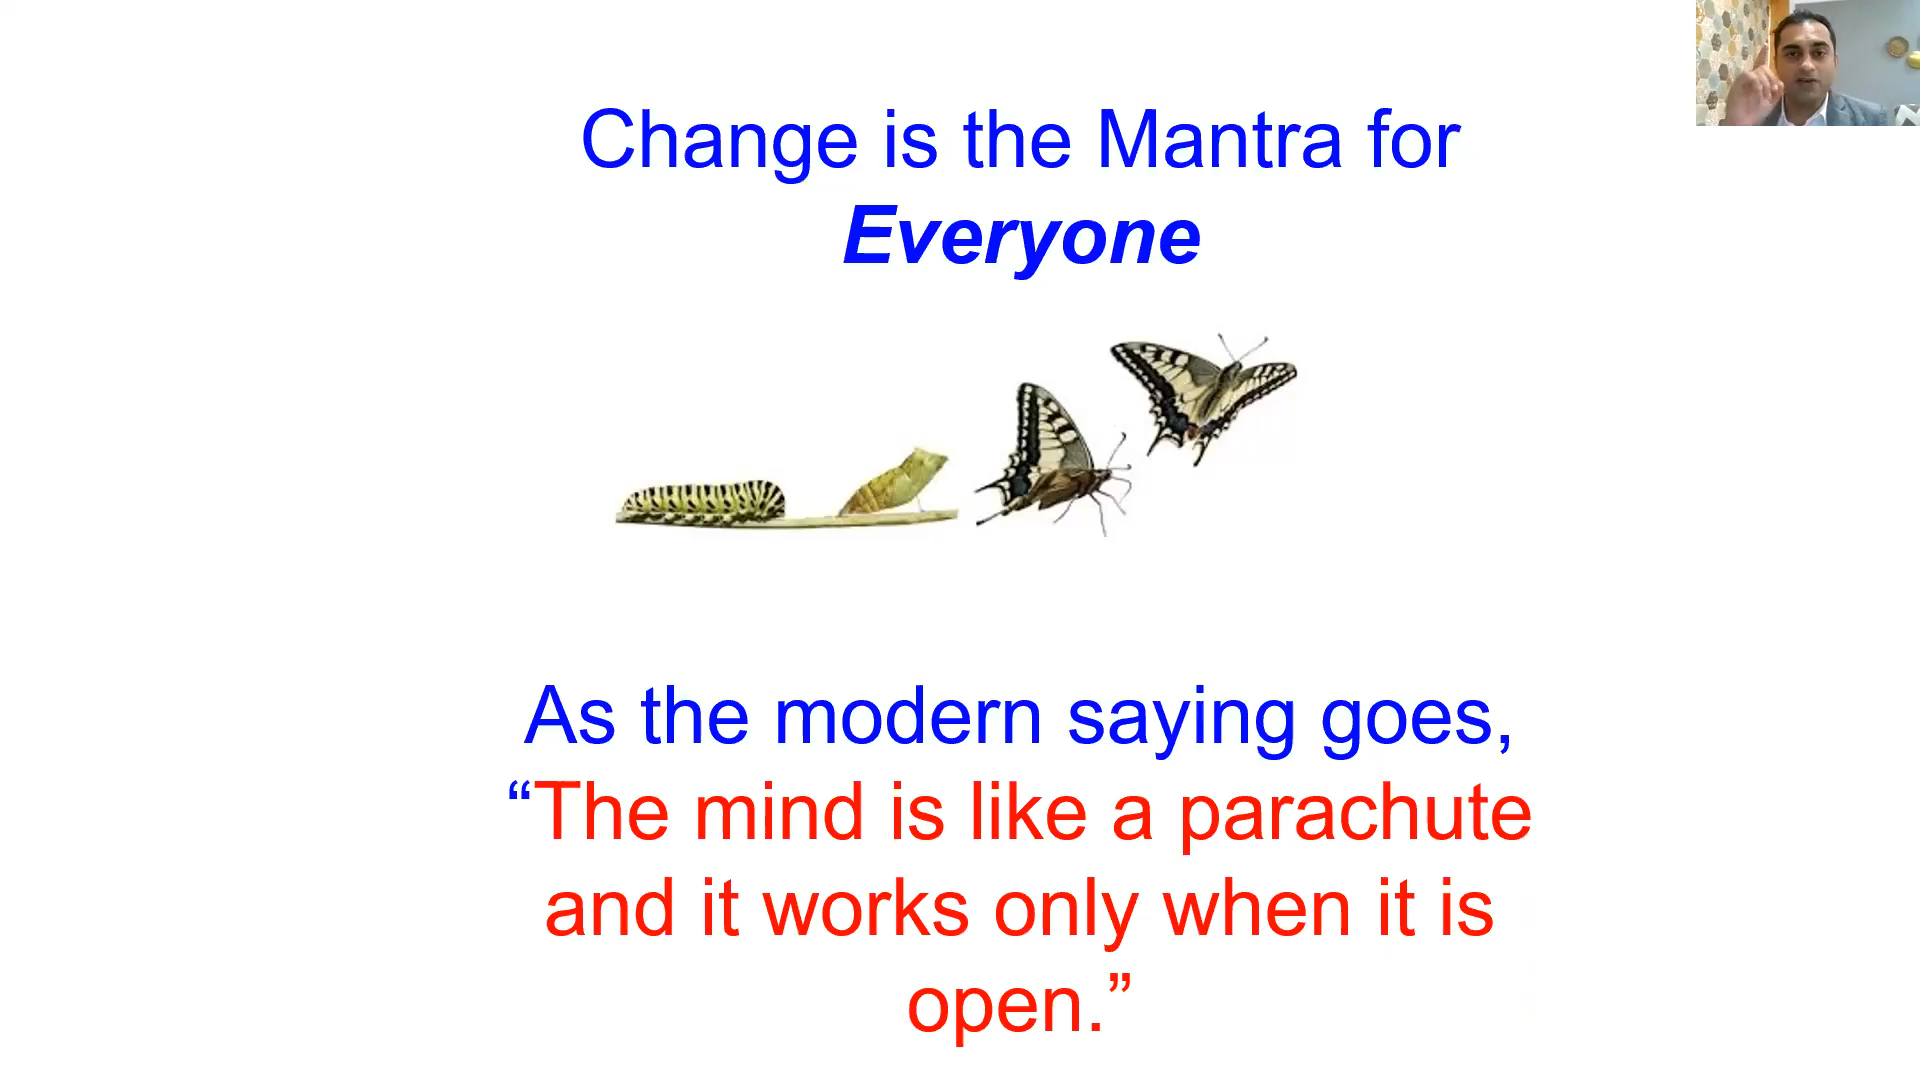 Change is the Mantra for
Everyone
As the modern saying goes,
“The mind is like a parachute
and it works only when it is
open.”